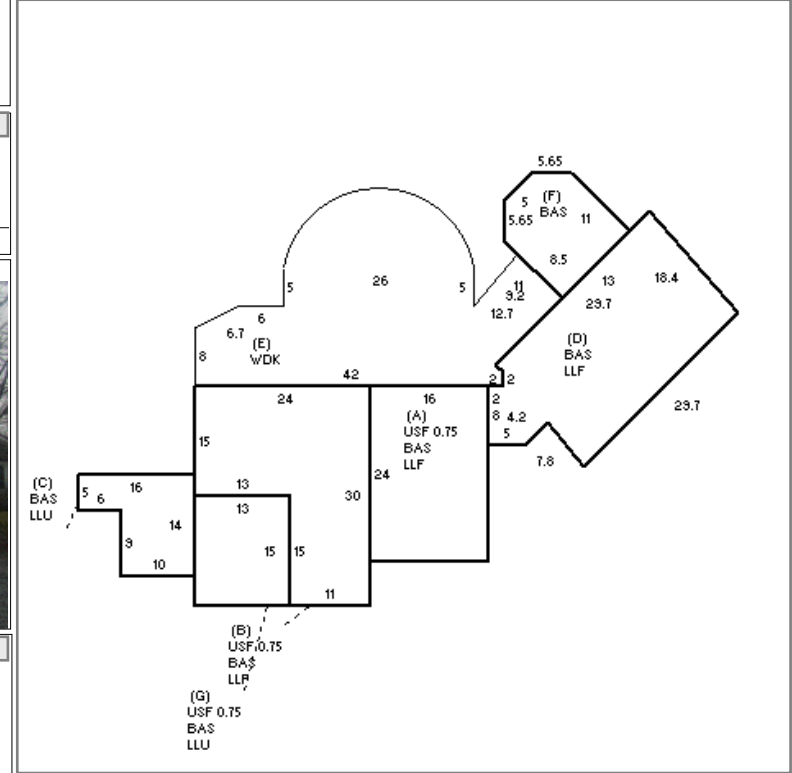 5.65
5
(F)
BAS
5.65
11
8.5
13
18.4
29.7
26
5
5
11
9.2
12.7
6
6.7
(E)
WDK
8
42
(D)
BAS
LLF
2
2
24
16
2
8
4.2
5
29.7
7.8
(A)
USF 0.75
BAS
LLF
15
24
30
13
13
(C)
BAS
LLU
5
6
16
14
9
10
15
15
11
(B)
USF 0.75
BAS
LLF
(G)
USF 0.75
BAS
LLU